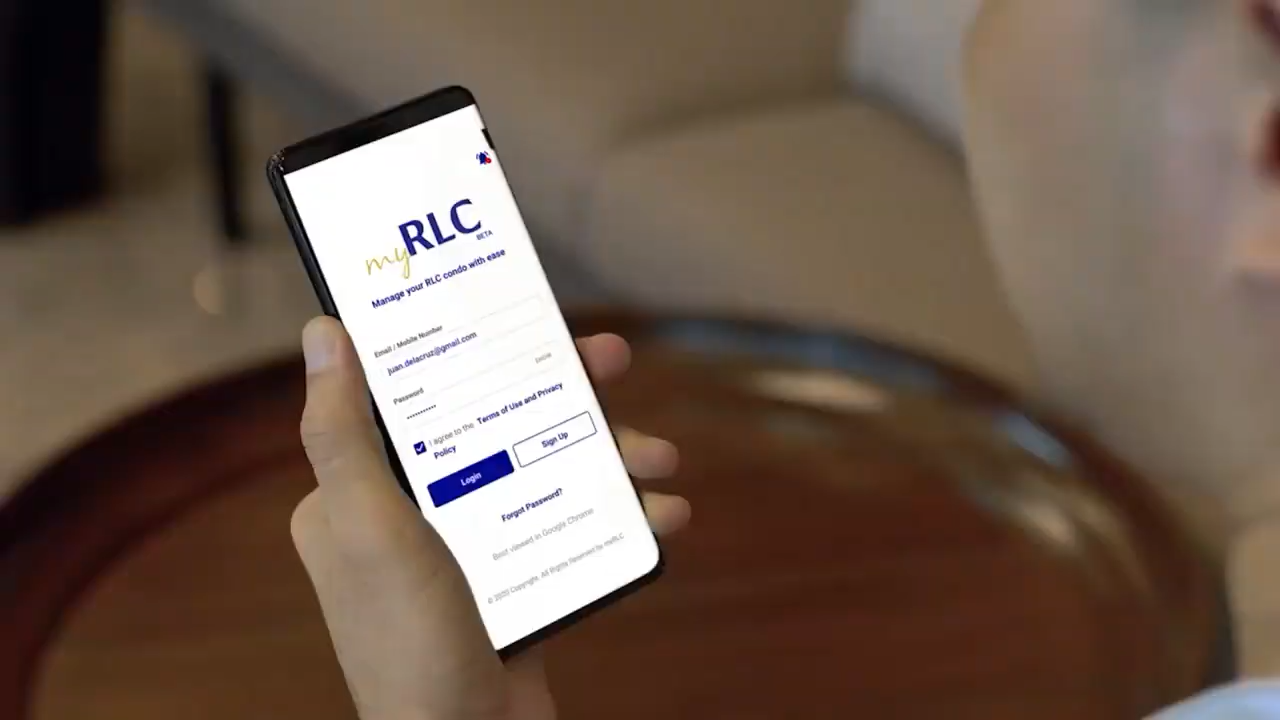 myRLC
BETA
Manage your RLC condo with ease
Email / Mobile Number
juan.delacruz@gmail.com
Password
SHOW
•••••••••••
I agree to the Terms of Use and Privacy
Policy
Login
Sign Up
Forgot Password?
Best viewed in Google Chrome
© 2020 Copyright. All Rights Reserved by myRLC